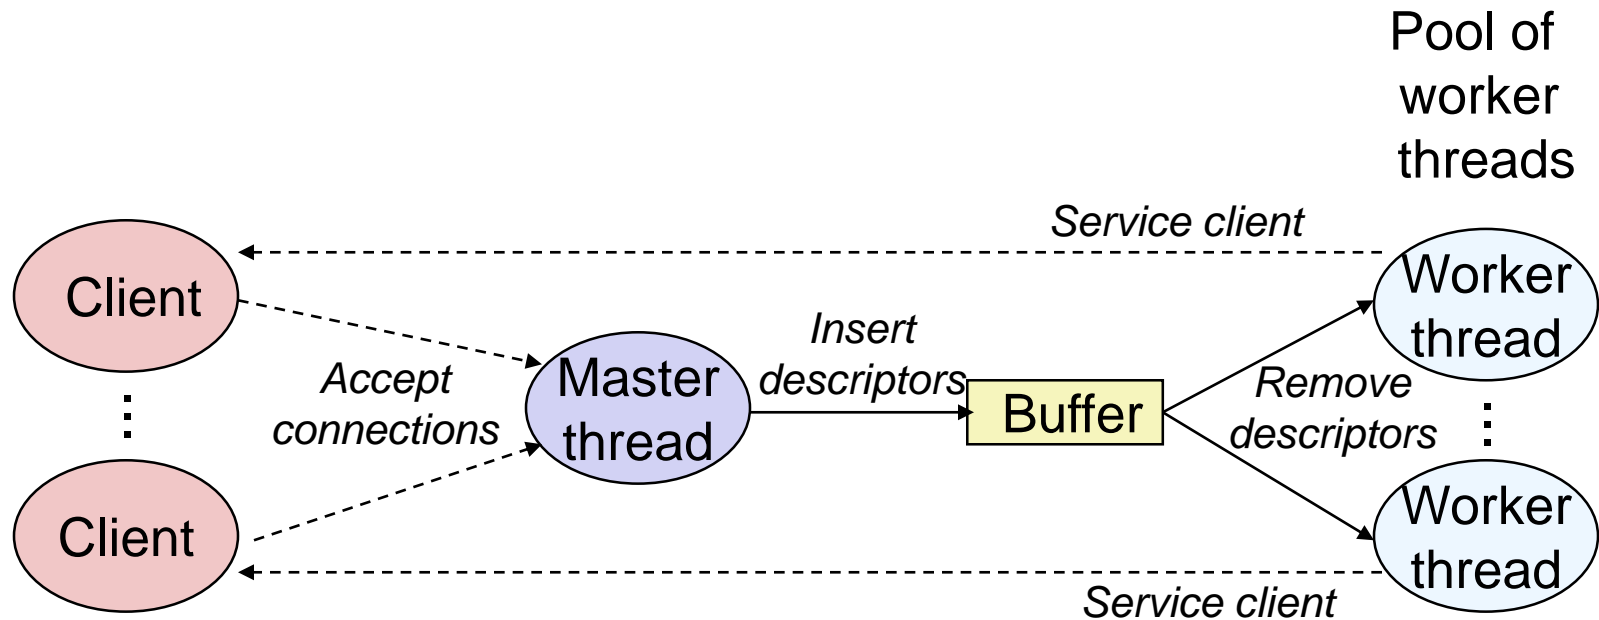 Pool of
worker
threads
Service client
Client
Worker
thread
Insert
descriptors
Accept
connections
Master
thread
Buffer
Remove
descriptors
Client
Worker
thread
Service client